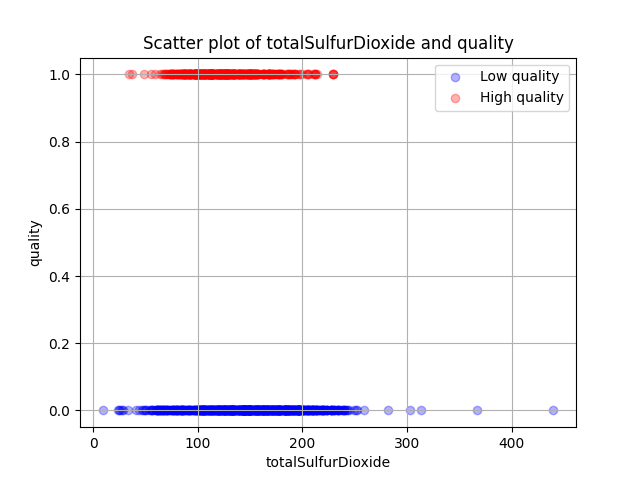 Scatter plot of totalSulfurDioxide and quality
Low quality
High quality
quality
1.0
0.8
0.6
0.4
0.2
0.0
0
100
200
300
400
totalSulfurDioxide